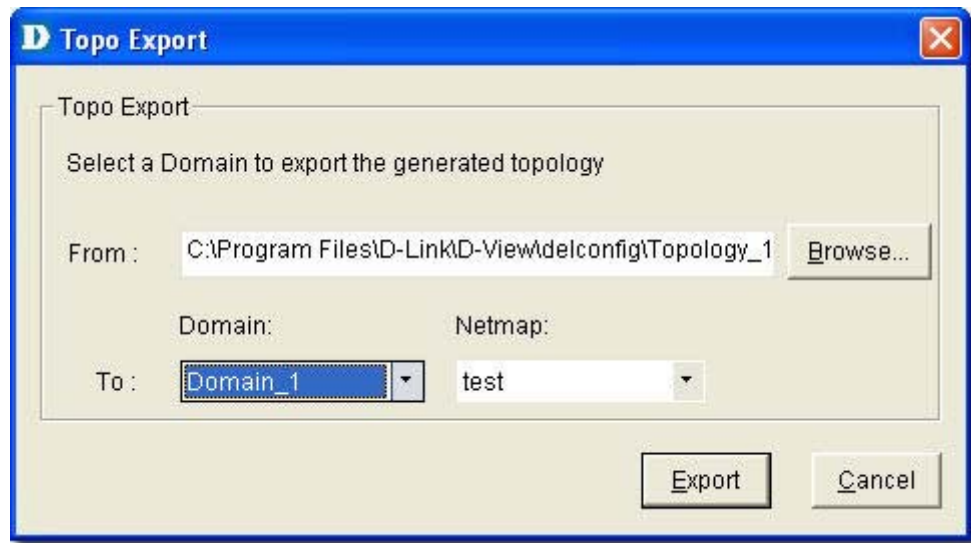 D Topo Export
Topo Export
Select a Domain to export the generated topology
From : C:\Program Files\D-Link\D-View\delconfig\Topology_1 Browse...
Domain: Netmap:
To : Domain_1 test
Export Cancel